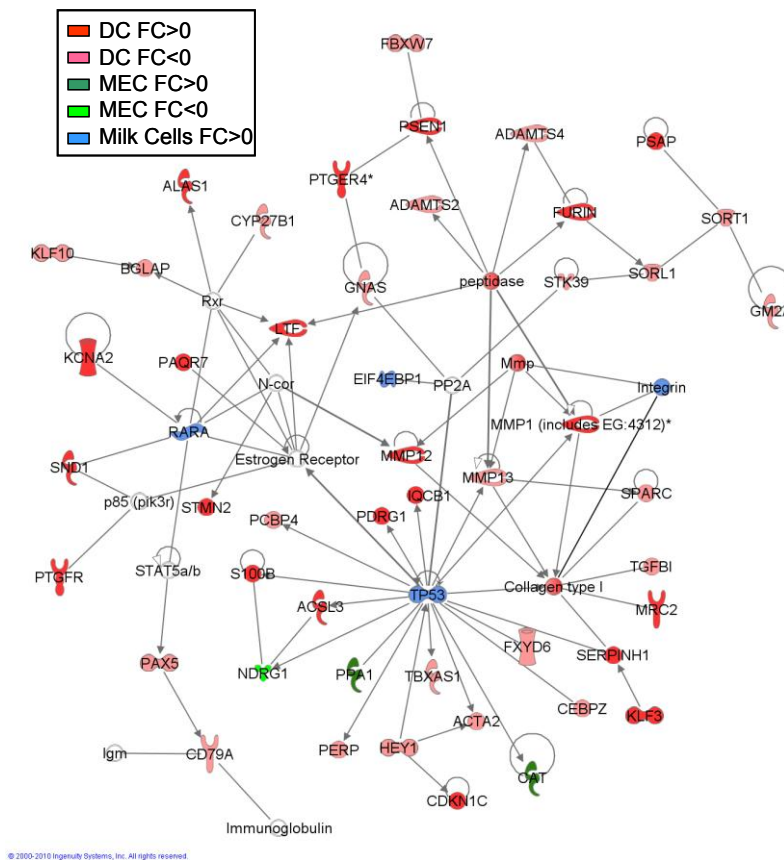 DC FC>0
DC FC<0
MEC FC>0
MEC FC<0
Milk Cells FC>0
FBXW7
PSEN1
ADAMTS4
PSAP
ALAS1
PTGER4*
ADAMTS2
FURIN
CYP27B1
SORT1
KLF10
BGLAP
GNAS
peptidase
STK39
SORL1
Rxr
GM2
LTF
KCNA2
PAQR7
N-cor
EIF4EBP1
PP2A
Mmp
Integrin
RARA
MMP1 (includes EG:4312)*
SND1
Estrogen Receptor
MMP12
MMP13
p85 (pik3r)
STMN2
IQCB1
SPARC
PCBP4
PDRG1
PTGFR
STAT5a/b
S100B
TGFBI
TP53
Collagen type I
ACSL3
MRC2
PAX5
NDRG1
PPA1
TBXAS1
FXYD6
SERPINH1
CEBPZ
KLF3
Igm
CD79A
PERP
HEY1
ACTA2
OAT
CDKN1C
Immunoglobulin
© 2000-2010 Ingenuity Systems, Inc. All rights reserved.